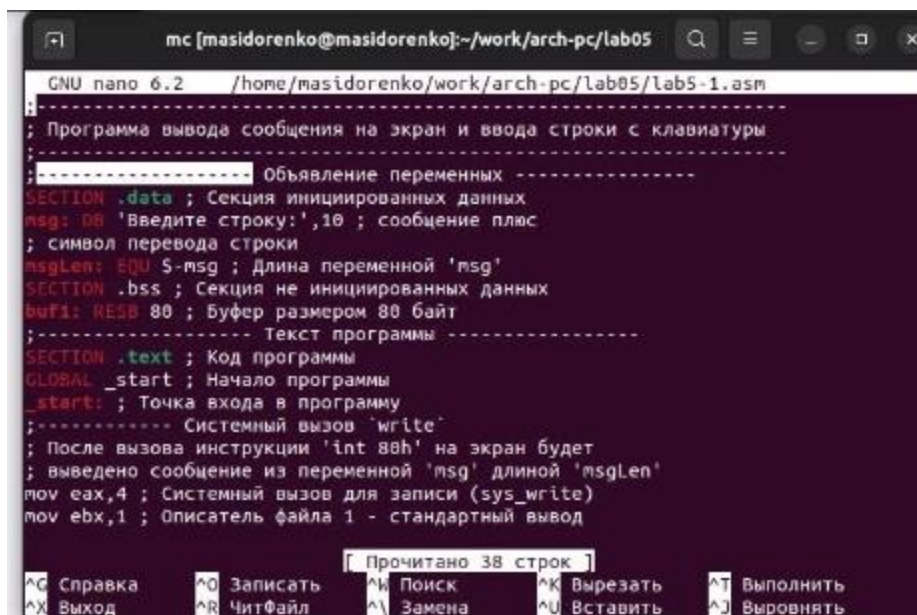 mc [masidorenko@masidorenko]:~/work/arch-pc/lab05
GNU nano 6.2 /home/masidorenko/work/arch-pc/lab05/lab5-1.asm
;------------------------------------------------------------------
; Программа вывода сообщения на экран и ввода строки с клавиатуры
;------------------------------------------------------------------
;------------------- Объявление переменных ----------------
SECTION .data ; Секция инициированных данных
msg: DB 'Введите строку:',10 ; сообщение плюс
; символ перевода строки
msgLen: EQU $-msg ; Длина переменной 'msg'
SECTION .bss ; Секция не инициированных данных
buf1: RESB 80 ; Буфер размером 80 байт
;------------------- Текст программы -----------------
SECTION .text ; Код программы
GLOBAL _start ; Начало программы
_start: ; Точка входа в программу
;------------ Системный вызов `write`
; После вызова инструкции 'int 80h' на экран будет
; выведено сообщение из переменной 'msg' длиной 'msgLen'
mov eax,4 ; Системный вызов для записи (sys_write)
mov ebx,1 ; Описатель файла 1 - стандартный вывод
[ Прочитано 38 строк ]
^G Справка ^O Записать ^W Поиск ^K Вырезать ^T Выполнить
^X Выход ^R ЧитФайл ^\ Замена ^U Вставить ^J Выровнять